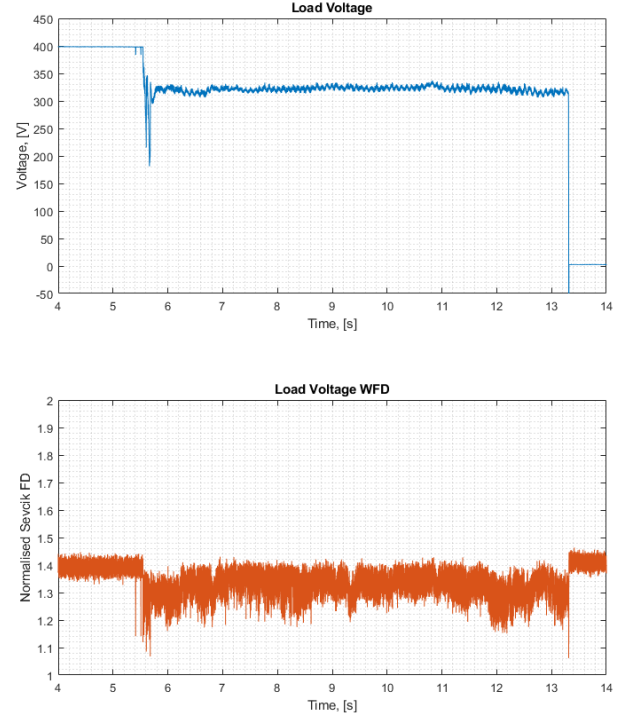 Load Voltage
450
400
350
300
250
200
150
100
50
0
-50
Voltage, [V]
4 5 6 7 8 9 10 11 12 13 14
Time, [s]
Load Voltage WFD
2
1.9
1.8
1.7
1.6
1.5
1.4
1.3
1.2
1.1
1
Normalised Sevcik FD
4 5 6 7 8 9 10 11 12 13 14
Time, [s]